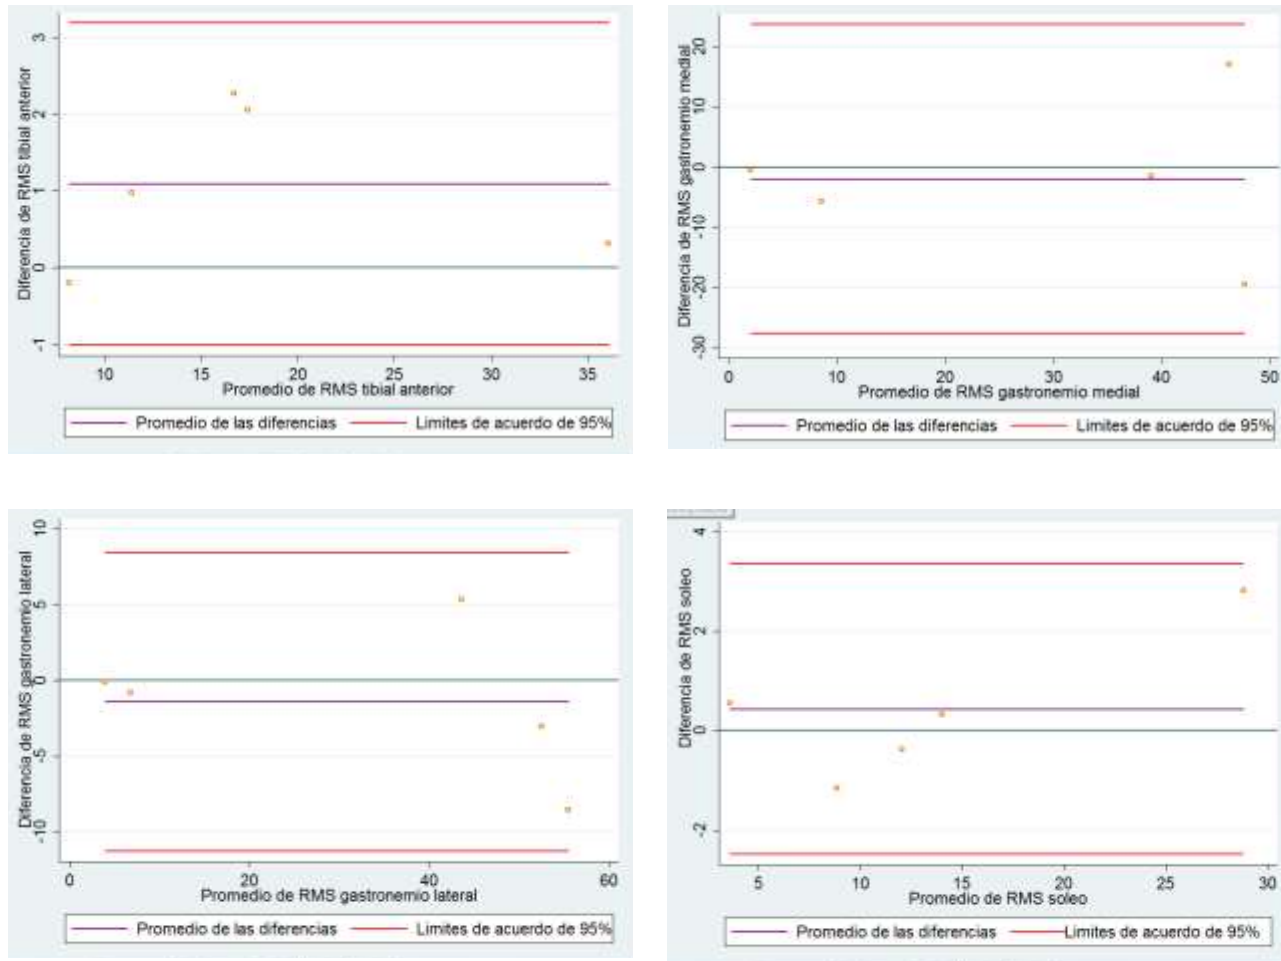 Diferencia de RMS tibial anterior
3
2
1
0
-1
10 15 20 25 30 35
Promedio de RMS tibial anterior
Promedio de las diferencias Limites de acuerdo de 95%
Diferencia de RMS gastronemio medial
20
10
0
-10
-20
-30
0 10 20 30 40 50
Promedio de RMS gastronemio medial
Promedio de las diferencias Limites de acuerdo de 95%
Diferencia de RMS gastronemio lateral
10
5
0
-5
-10
0 20 40 60
Promedio de RMS gastronemio lateral
Promedio de las diferencias Limites de acuerdo de 95%
Diferencia de RMS soleo
4
2
0
-2
5 10 15 20 25 30
Promedio de RMS soleo
Promedio de las diferencias Limites de acuerdo de 95%